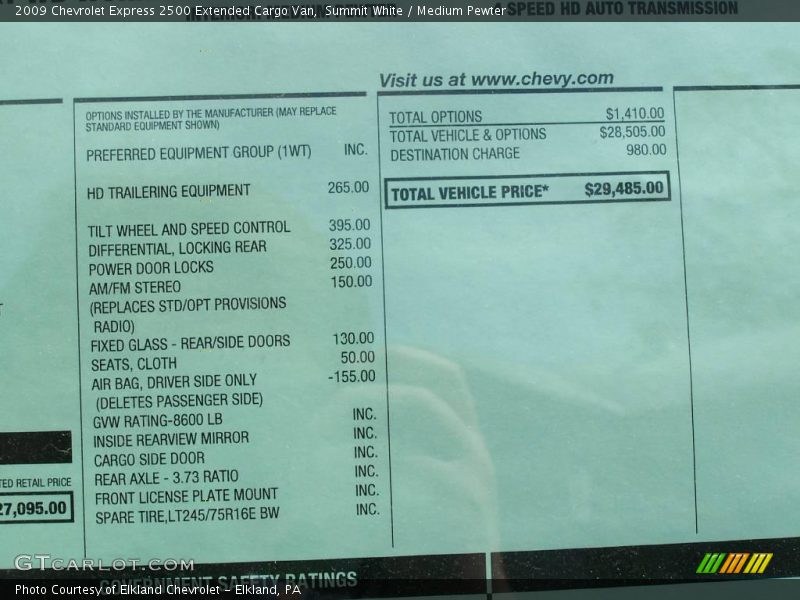 2009 Chevrolet Express 2500 Extended Cargo Van, Summit White / Medium Pewter
4-SPEED HD AUTO TRANSMISSION
Visit us at www.chevy.com
OPTIONS INSTALLED BY THE MANUFACTURER (MAY REPLACE
STANDARD EQUIPMENT SHOWN)
PREFERRED EQUIPMENT GROUP (1WT) INC.
HD TRAILERING EQUIPMENT 265.00
TILT WHEEL AND SPEED CONTROL 395.00
DIFFERENTIAL, LOCKING REAR 325.00
POWER DOOR LOCKS 250.00
AM/FM STEREO 150.00
(REPLACES STD/OPT PROVISIONS
RADIO)
FIXED GLASS - REAR/SIDE DOORS 130.00
SEATS, CLOTH 50.00
AIR BAG, DRIVER SIDE ONLY -155.00
(DELETES PASSENGER SIDE)
GVW RATING-8600 LB INC.
INSIDE REARVIEW MIRROR INC.
CARGO SIDE DOOR INC.
REAR AXLE - 3.73 RATIO INC.
FRONT LICENSE PLATE MOUNT INC.
SPARE TIRE,LT245/75R16E BW INC.
TOTAL OPTIONS $1,410.00
TOTAL VEHICLE & OPTIONS $28,505.00
DESTINATION CHARGE 980.00
TOTAL VEHICLE PRICE* $29,485.00
TED RETAIL PRICE
27,095.00
GOVERNMENT SAFETY RATINGS
GTCARLOT.COM
Photo Courtesy of Elkland Chevrolet – Elkland, PA